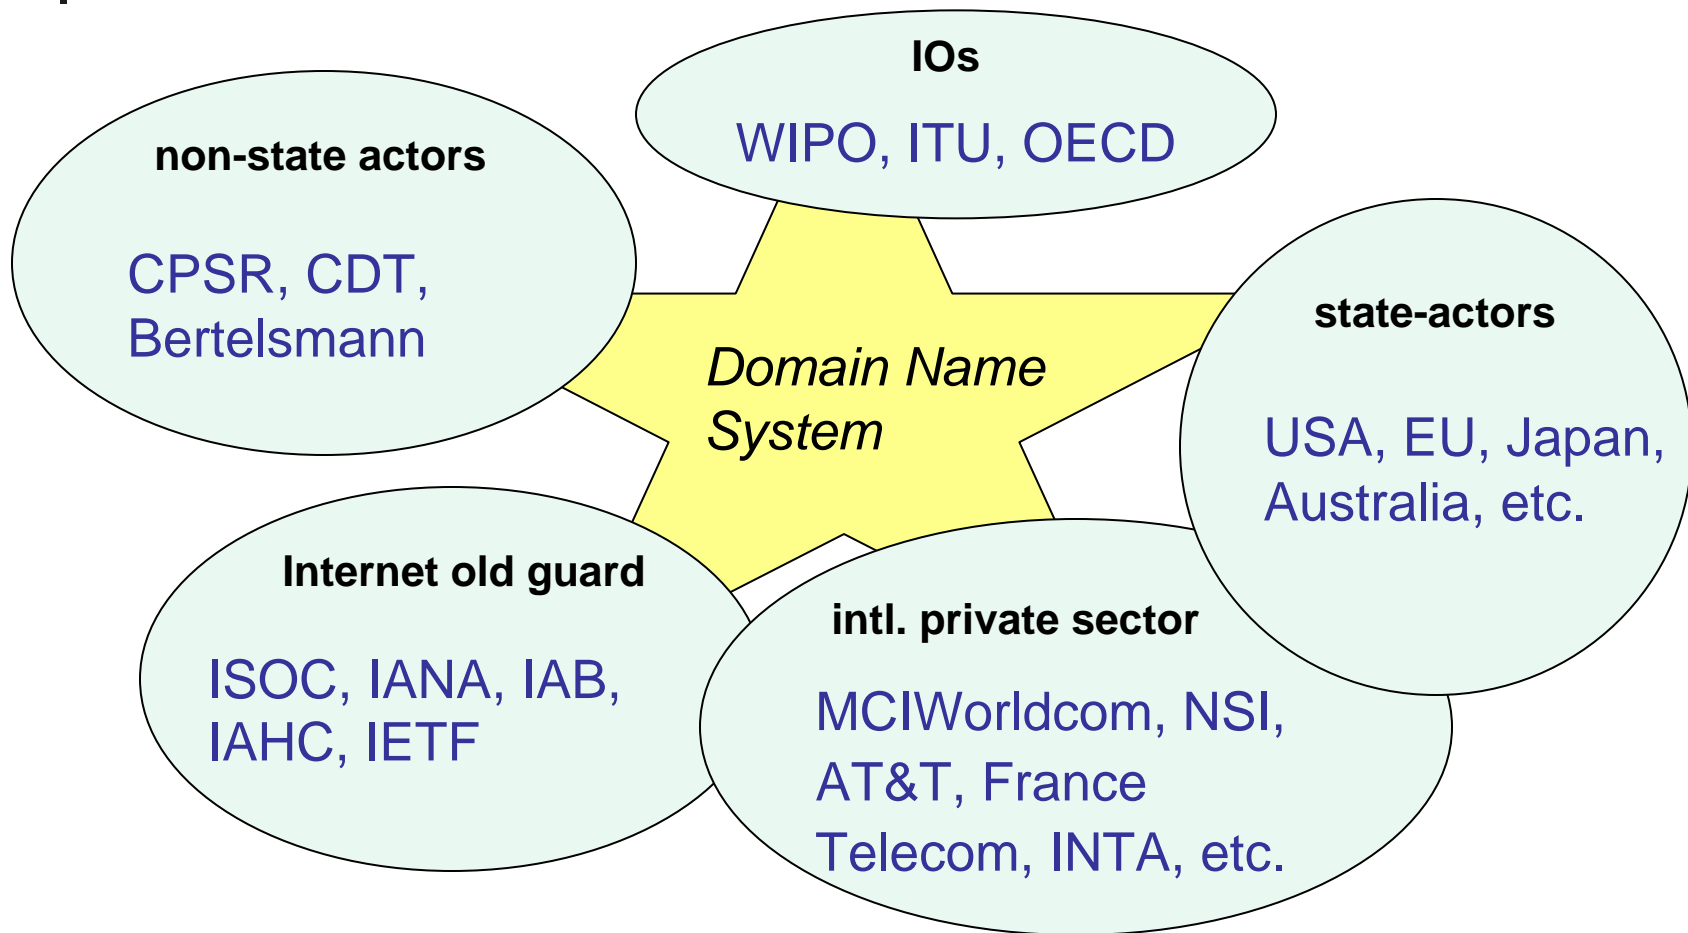 IOs
WIPO, ITU, OECD
non-state actors
CPSR, CDT,
Bertelsmann
state-actors
USA, EU, Japan,
Australia, etc.
Domain Name
System
Internet old guard
ISOC, IANA, IAB,
IAHC, IETF
intl. private sector
MCIWorldcom, NSI,
AT&T, France
Telecom, INTA, etc.